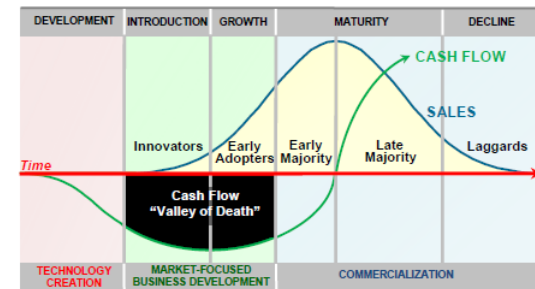 DEVELOPMENT INTRODUCTION GROWTH MATURITY DECLINE
CASH FLOW
SALES
Innovators Early Adopters Early Majority Late Majority Laggards
Time
Cash Flow
"Valley of Death"
TECHNOLOGY CREATION
MARKET-FOCUSED BUSINESS DEVELOPMENT
COMMERCIALIZATION